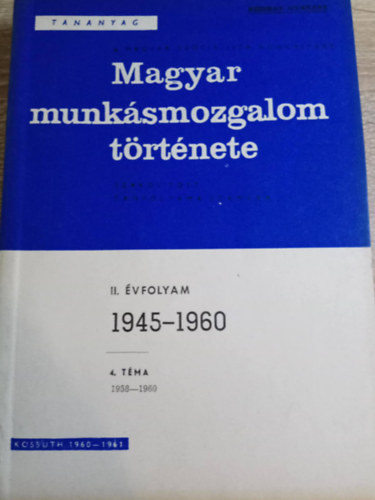 TANANYAG
Magyar
munkásmozgalom
története
II. ÉVFOLYAM
1945–1960
4. TÉMA
1958—1960
KOSSUTH 1960–1961